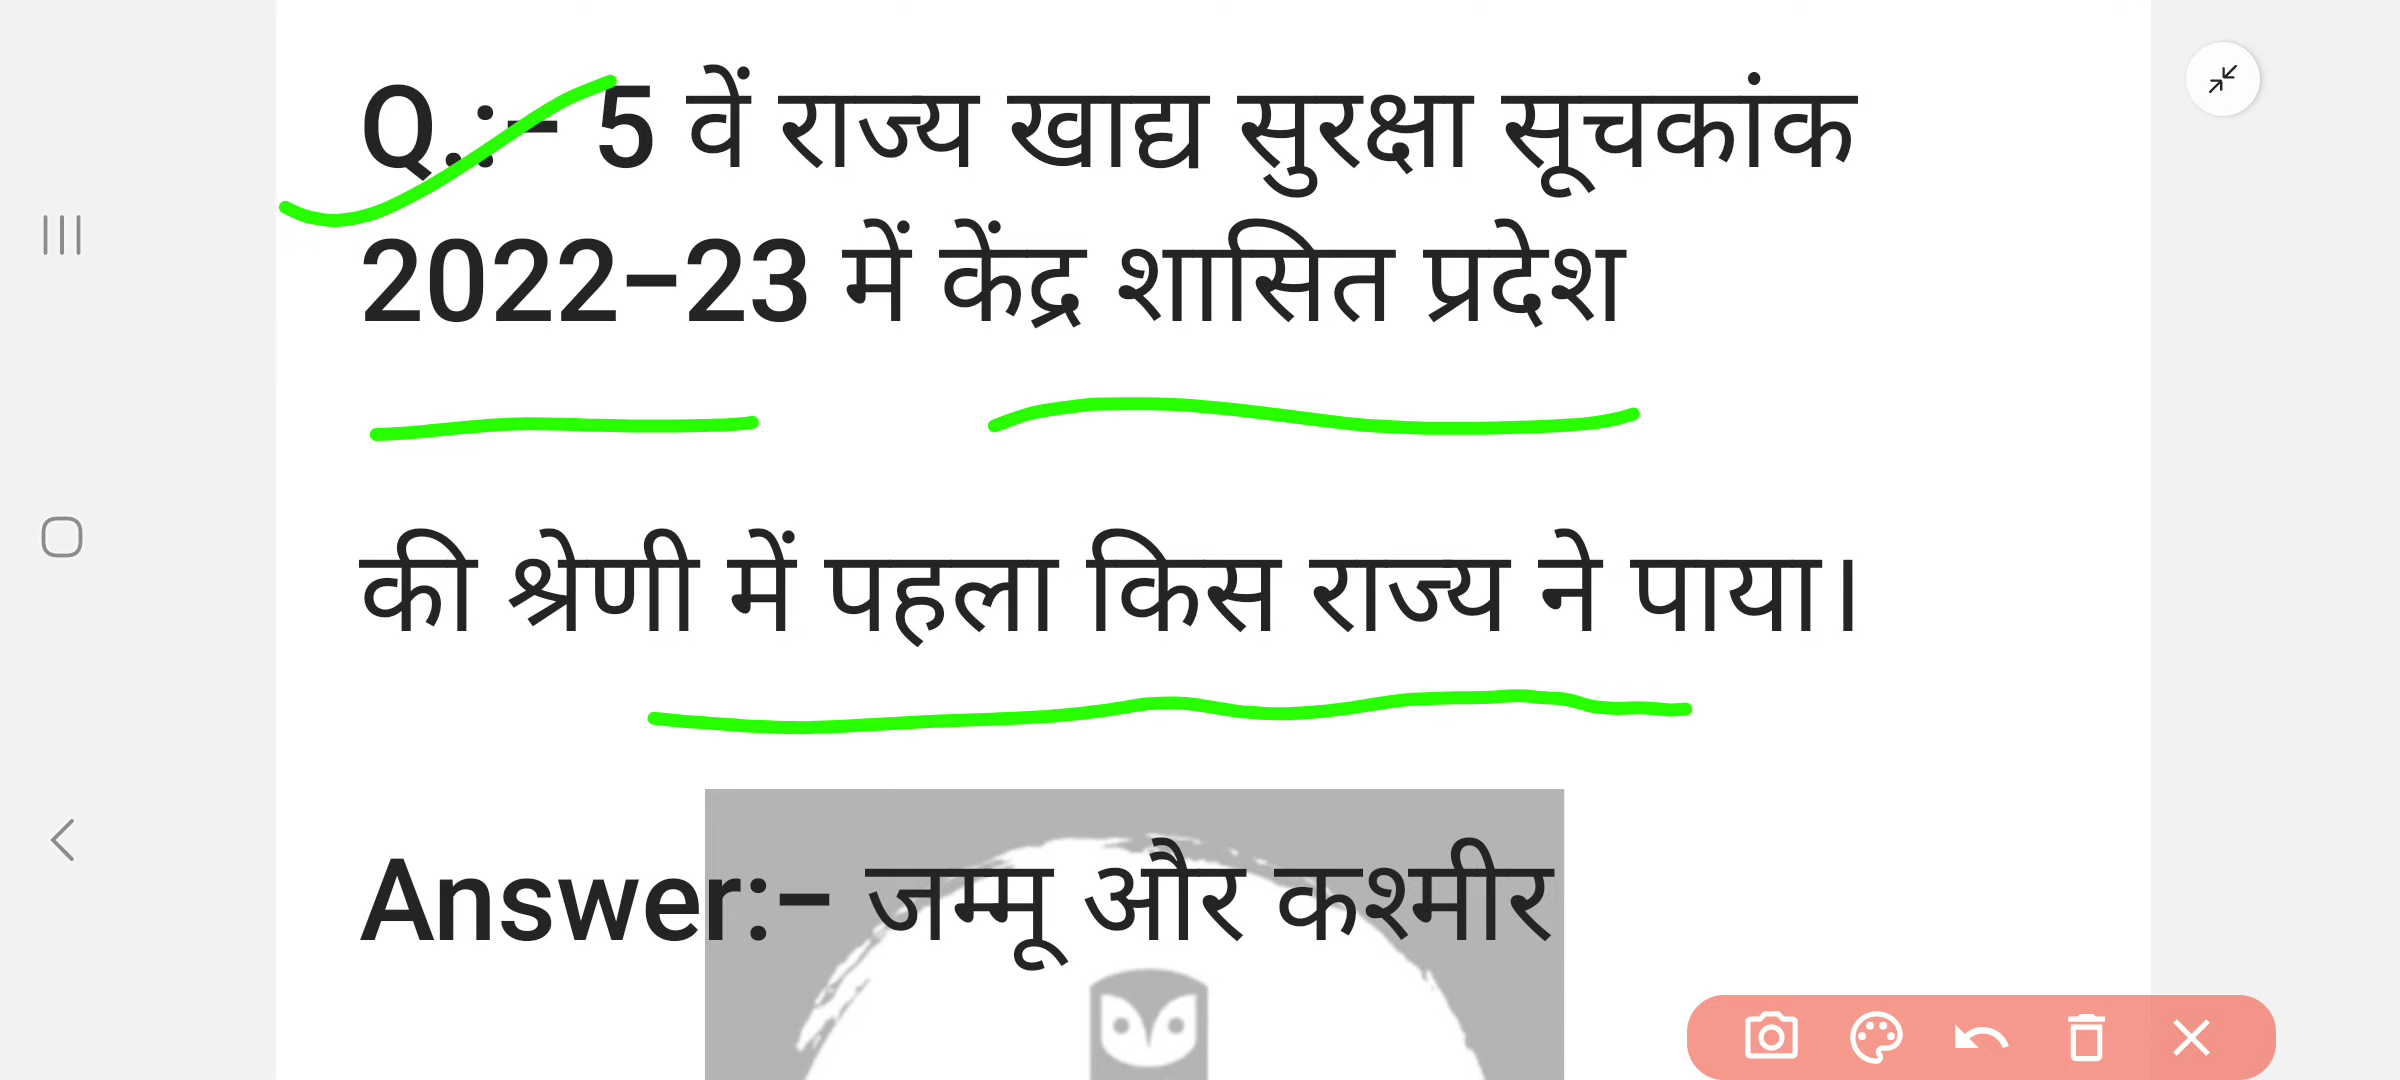 Q.:- 5 वें राज्य खाद्य सुरक्षा सूचकांक
2022-23 में केंद्र शासित प्रदेश
की श्रेणी में पहला किस राज्य ने पाया।
Answer:- जम्मू और कश्मीर